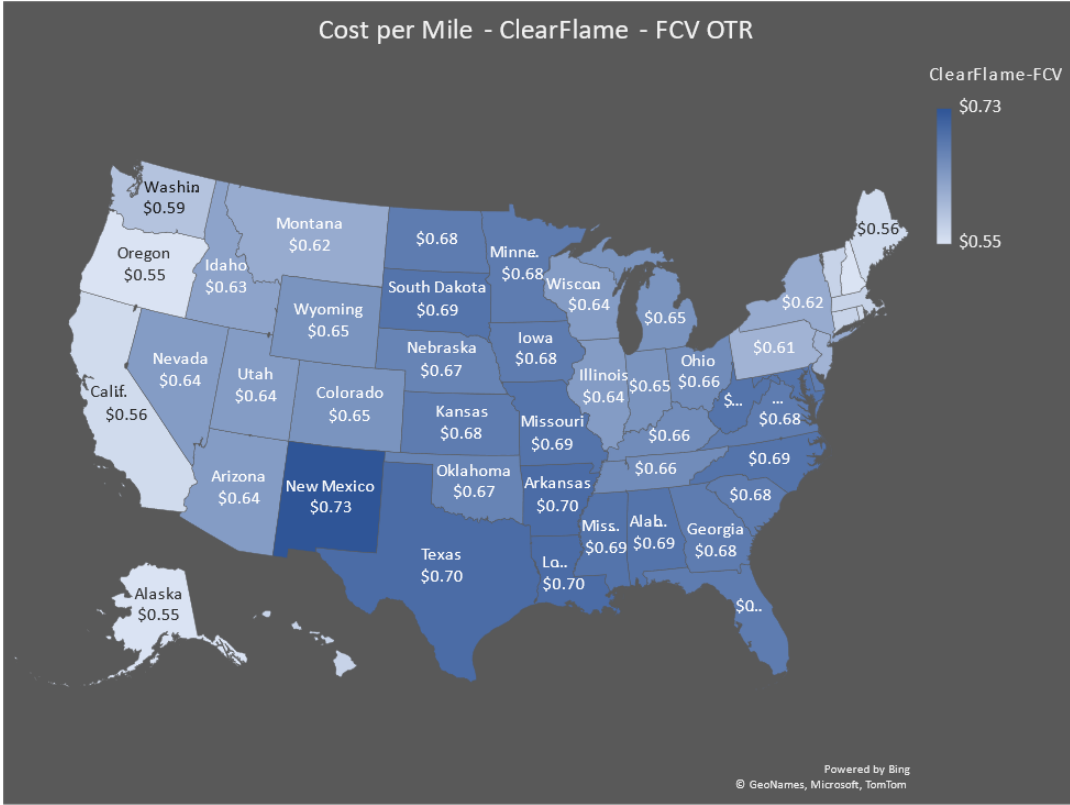 Cost per Mile - ClearFlame - FCV OTR
ClearFlame-FCV
$0.73
$0.55
Washin..
$0.59
Oregon
$0.55
Calif.
$0.56
Idaho
$0.63
Montana
$0.62
Wyoming
$0.65
Nevada
$0.64
Utah
$0.64
Colorado
$0.65
Arizona
$0.64
New Mexico
$0.73
$0.68
South Dakota
$0.69
Nebraska
$0.67
Kansas
$0.68
Oklahoma
$0.67
Texas
$0.70
Minne..
$0.68
Iowa
$0.68
Missouri
$0.69
Arkansas
$0.70
Lo..
$0.70
Wiscon
$0.64
Illinois
$0.64
$0.65
$0.65
Ohio
$0.66
$0.66
$0.66
Miss..
$0.69
Alab..
$0.69
Georgia
$0.68
$0...
$0.68
$0.69
...
$0.68
$...
$0.61
$0.62
$0.56
Alaska
$0.55
Powered by Bing
© GeoNames, Microsoft, TomTom